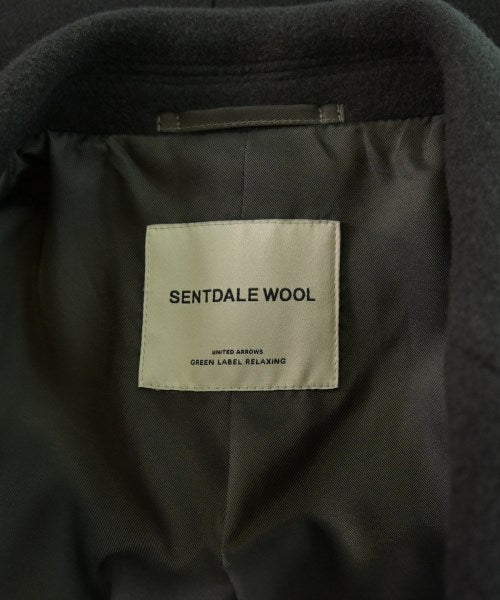 SENTDALE WOOL
UNITED ARROWS
GREEN LABEL RELAXING